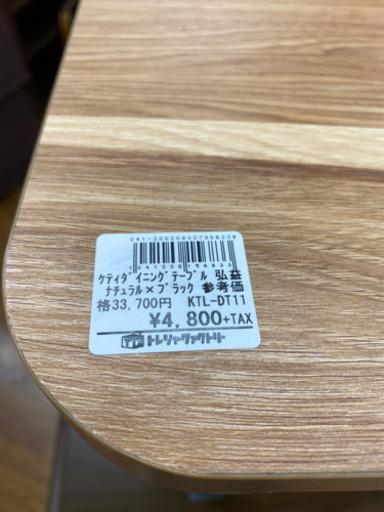 ケティダイニングテーブル 弘益
ナチュラル×ブラック 参考価
格33,700円 KTL-DT11
¥4,800+TAX
トレジャーファクトリー